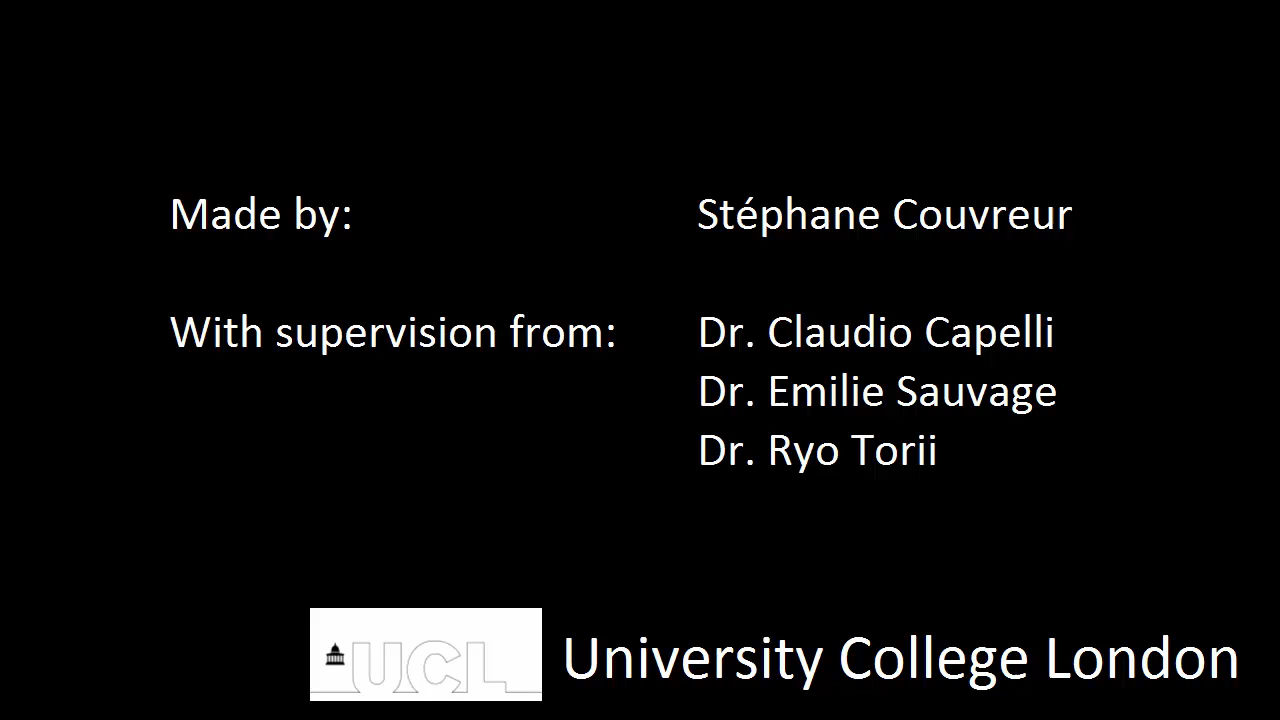 Made by: Stéphane Couvreur
With supervision from: Dr. Claudio Capelli
Dr. Emilie Sauvage
Dr. Ryo Torii
UCL University College London